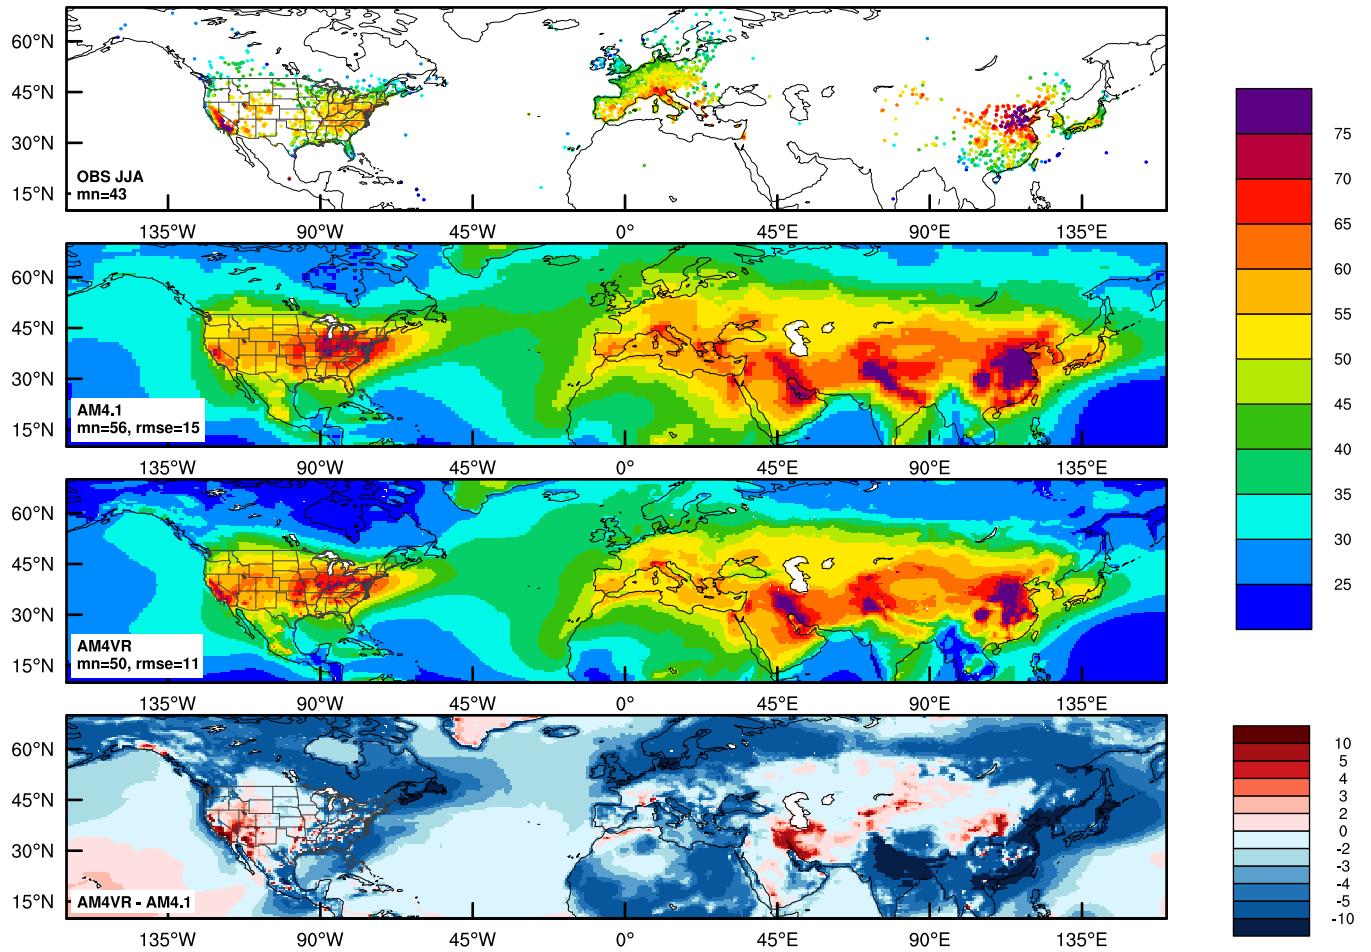 60°N
45°N
30°N
15°N
OBS JJA
mn=43
135°W 90°W 45°W 0° 45°E 90°E 135°E
60°N
45°N
30°N
15°N
AM4.1
mn=56, rmse=15
135°W 90°W 45°W 0° 45°E 90°E 135°E
60°N
45°N
30°N
15°N
AM4VR
mn=50, rmse=11
135°W 90°W 45°W 0° 45°E 90°E 135°E
60°N
45°N
30°N
15°N
AM4VR - AM4.1
135°W 90°W 45°W 0° 45°E 90°E 135°E
75
70
65
60
55
50
45
40
35
30
25
10
5
4
3
2
0
-2
-3
-4
-5
-10